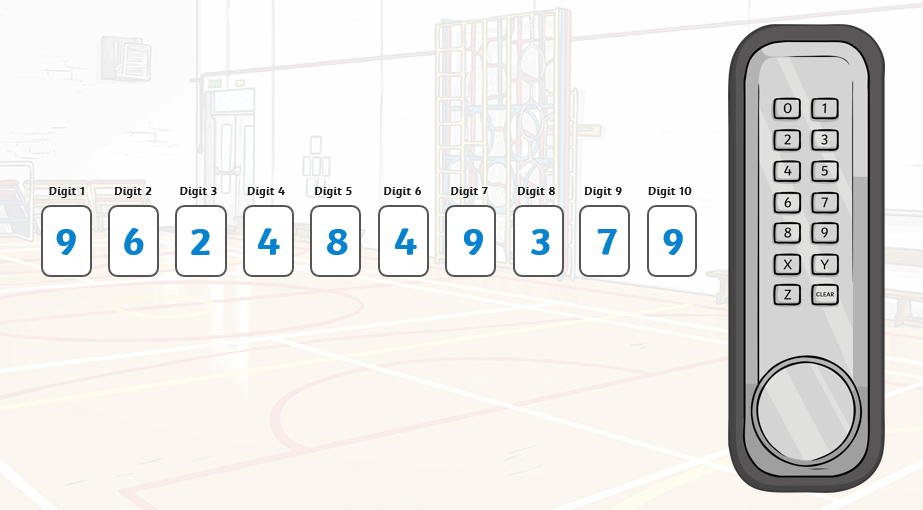 Digit 1 Digit 2 Digit 3 Digit 4 Digit 5 Digit 6 Digit 7 Digit 8 Digit 9 Digit 10
9 6 2 4 8 4 9 3 7 9
0 1
2 3
4 5
6 7
8 9
X Y
Z CLEAR